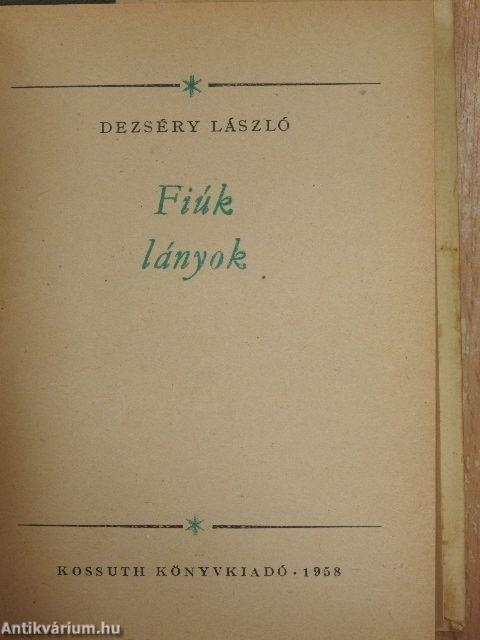 DEZSÉRY LÁSZLÓ
Fiúk
lányok
KOSSUTH KÖNYVKIADÓ · 1958
Antikvárium.hu